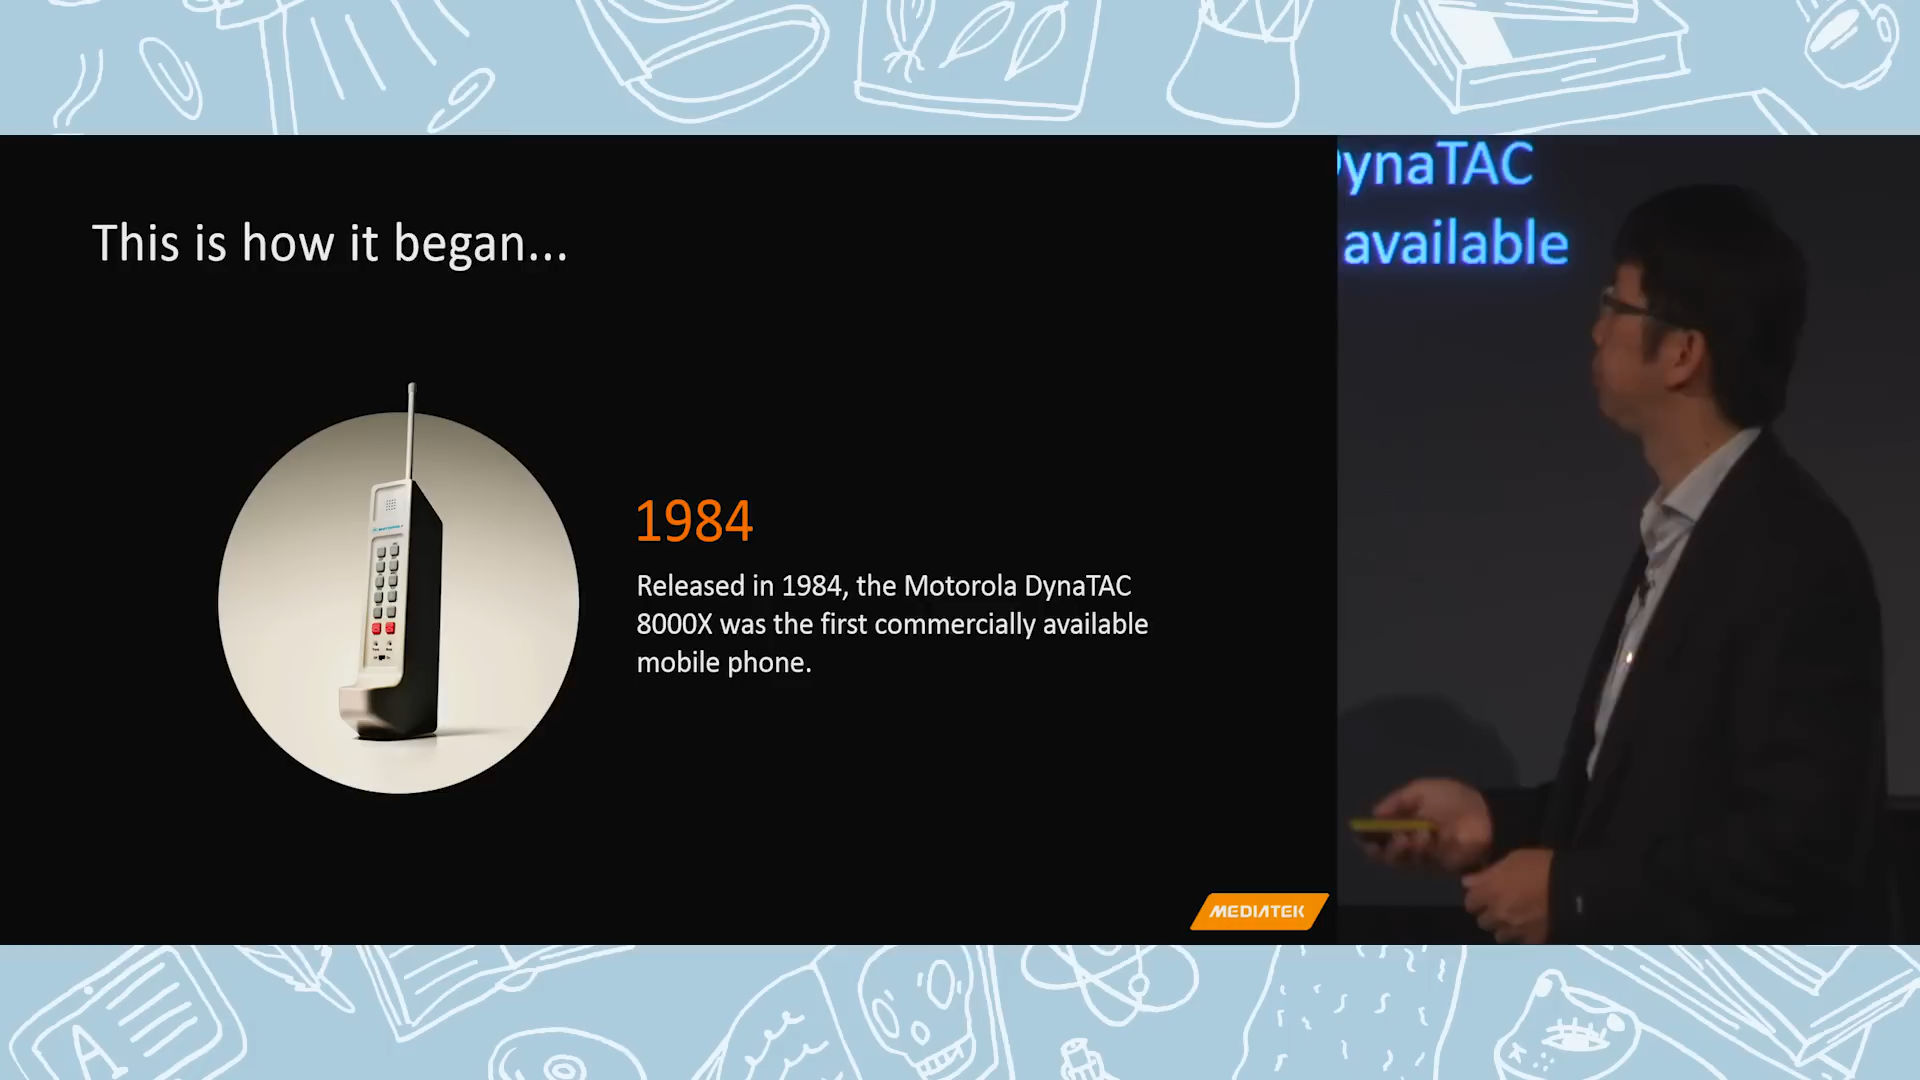 This is how it began...
1984
Released in 1984, the Motorola DynaTAC
8000X was the first commercially available
mobile phone.
MEDIATEK
ynaTAC
available
A